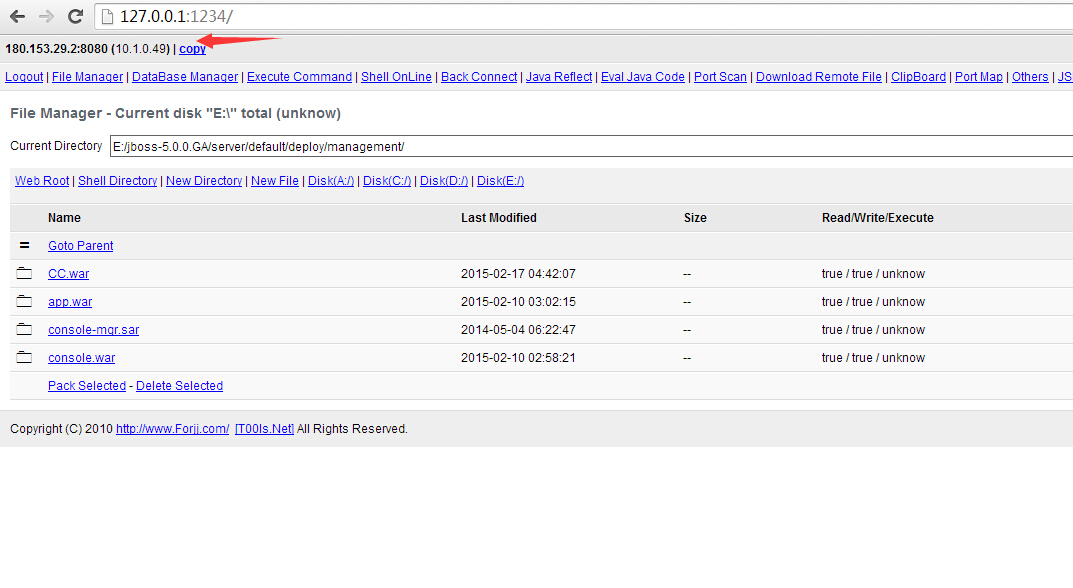 127.0.0.1:1234/
180.153.29.2:8080 (10.1.0.49) | copy
Logout | File Manager | DataBase Manager | Execute Command | Shell OnLine | Back Connect | Java Reflect | Eval Java Code | Port Scan | Download Remote File | ClipBoard | Port Map | Others | JS
File Manager - Current disk "E:\" total (unknow)
Current Directory E:/jboss-5.0.0.GA/server/default/deploy/management/
Web Root | Shell Directory | New Directory | New File | Disk(A:/) | Disk(C:/) | Disk(D:/) | Disk(E:/)
Name Last Modified Size Read/Write/Execute
= Goto Parent
CC.war 2015-02-17 04:42:07 -- true / true / unknow
app.war 2015-02-10 03:02:15 -- true / true / unknow
console-mgr.sar 2014-05-04 06:22:47 -- true / true / unknow
console.war 2015-02-10 02:58:21 -- true / true / unknow
Pack Selected - Delete Selected
Copyright (C) 2010 http://www.Forjj.com/ [T00ls.Net] All Rights Reserved.